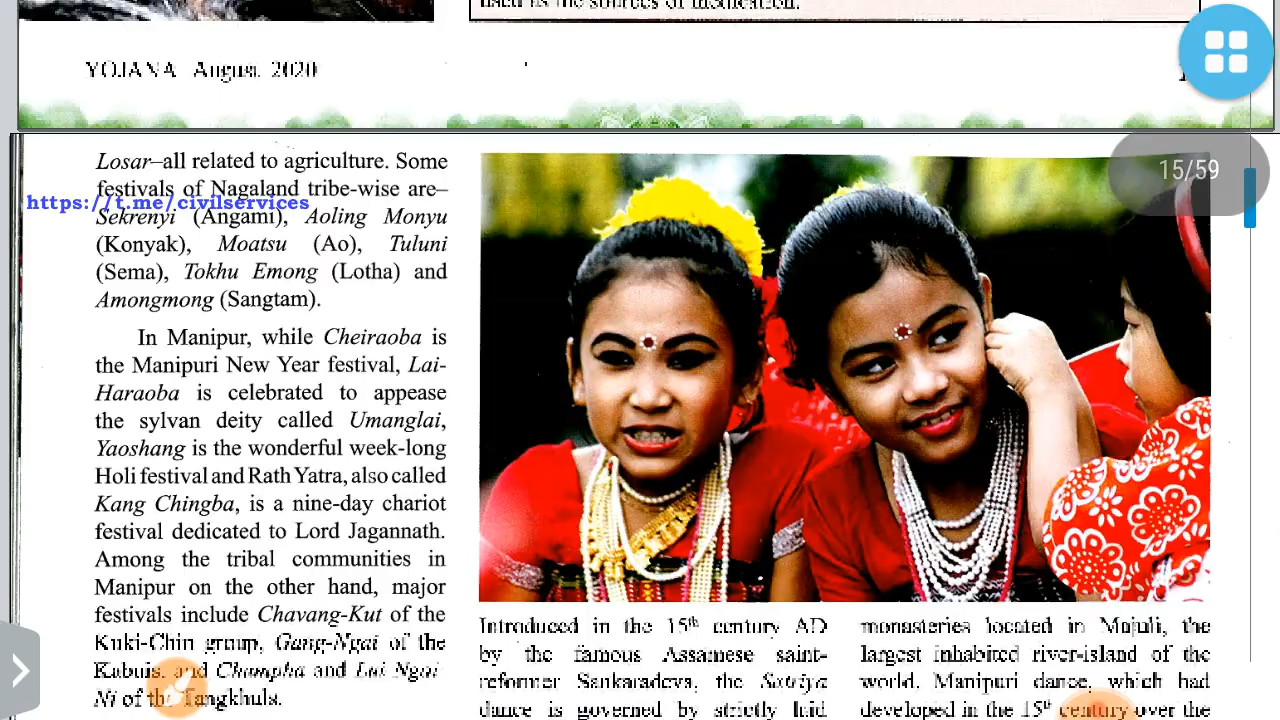 used as the sources of medication.
YOJANA August, 2020
15/59
Losar–all related to agriculture. Some
festivals of Nagaland tribe-wise are–
https://t.me/civilservices
Sekrenyi (Angami), Aoling Monyu
(Konyak), Moatsu (Ao), Tuluni
(Sema), Tokhu Emong (Lotha) and
Amongmong (Sangtam).
In Manipur, while Cheiraoba is
the Manipuri New Year festival, Lai-
Haraoba is celebrated to appease
the sylvan deity called Umanglai,
Yaoshang is the wonderful week-long
Holi festival and Rath Yatra, also called
Kang Chingba, is a nine-day chariot
festival dedicated to Lord Jagannath.
Among the tribal communities in
Manipur on the other hand, major
festivals include Chavang-Kut of the
Kuki-Chin group, Gang-Ngai of the
Kabuis, and Chumpha and Lui Ngai-
Ni of the Tangkhuls.
Introduced in the 15th century AD
by the famous Assamese saint-
reformer Sankaradeva, the Sattriya
dance is governed by strictly laid
monasteries located in Majuli, the
largest inhabited river-island of the
world. Manipuri dance, which had
developed in the 15th century over the